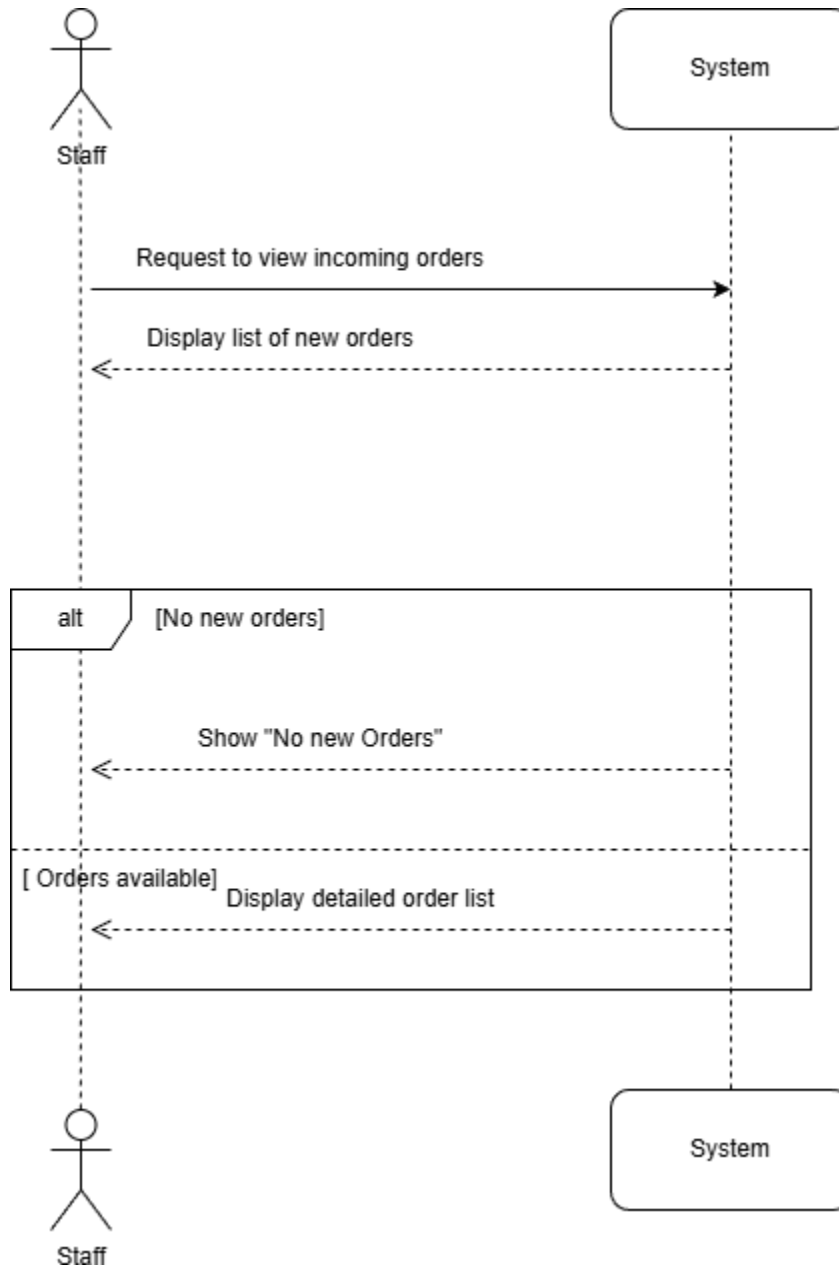 Staff
System
Request to view incoming orders
Display list of new orders
alt
[No new orders]
Show "No new Orders"
[ Orders available]
Display detailed order list
Staff
System